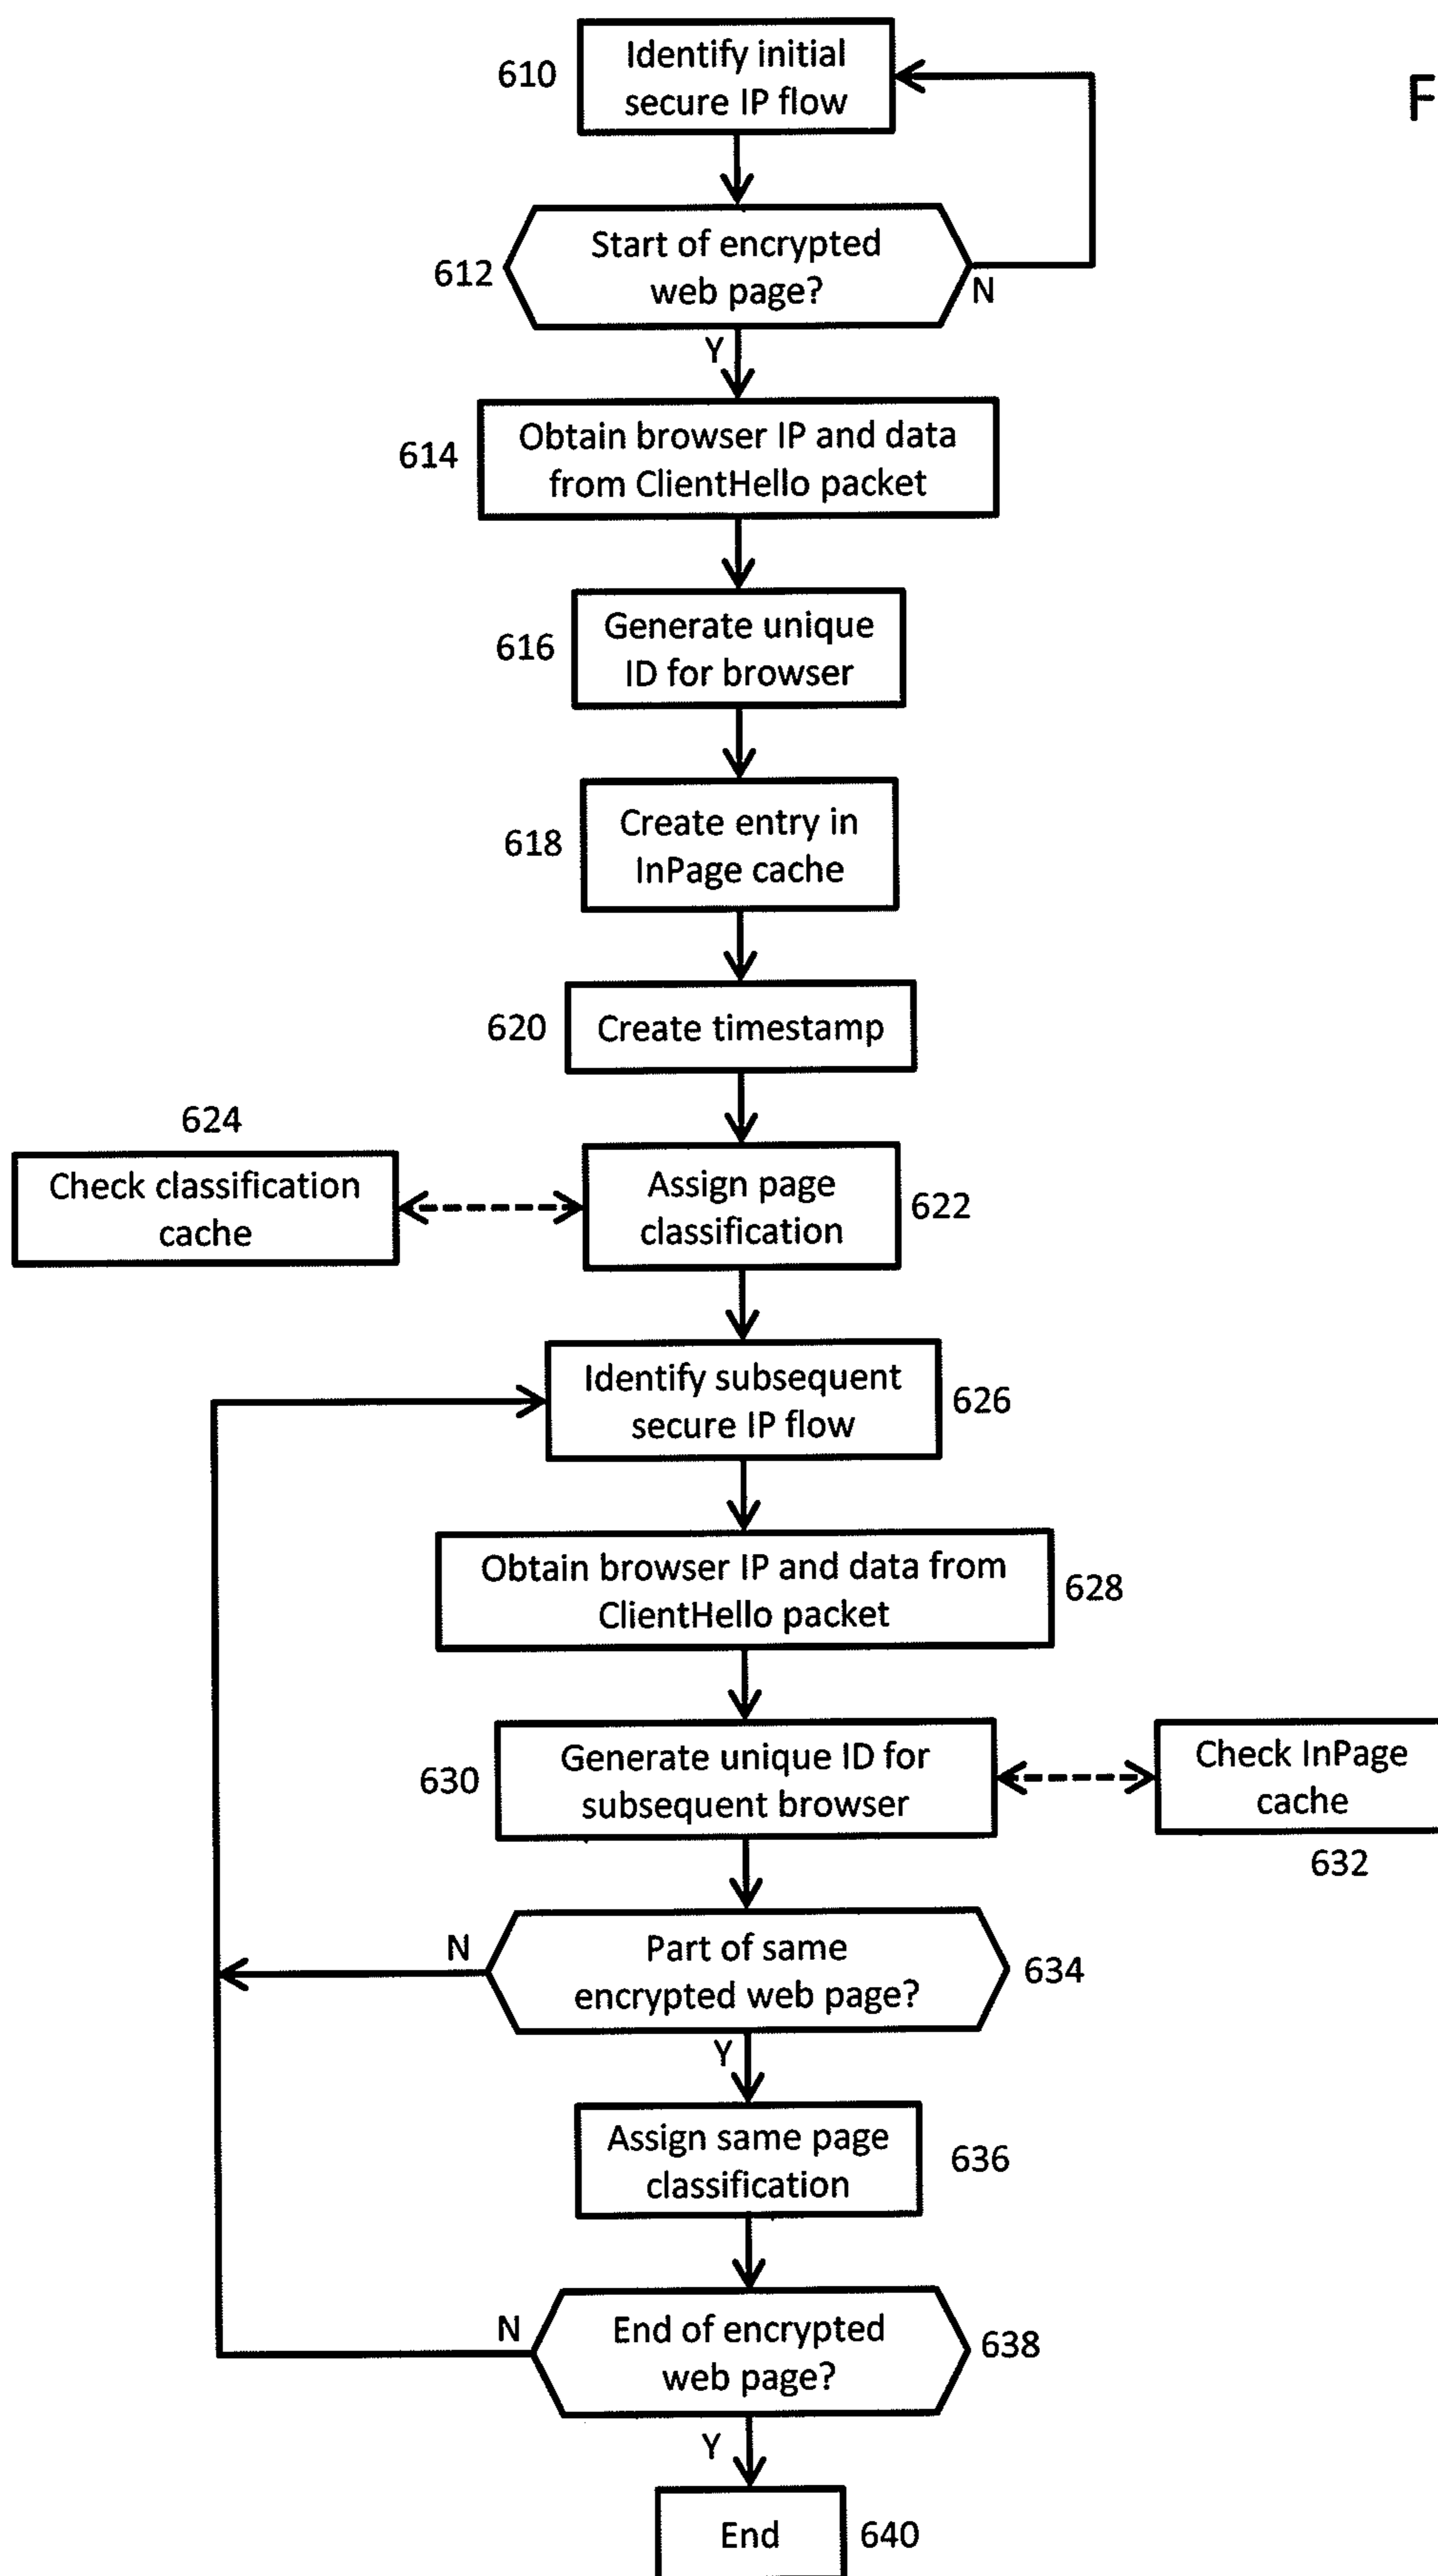 610
Identify initial
secure IP flow
F
612
Start of encrypted
web page?
N
Y
614
Obtain browser IP and data
from ClientHello packet
616
Generate unique
ID for browser
618
Create entry in
InPage cache
620
Create timestamp
624
Check classification
cache
Assign page
classification
622
Identify subsequent
secure IP flow
626
Obtain browser IP and data from
ClientHello packet
628
630
Generate unique ID for
subsequent browser
Check InPage
cache
632
N
Part of same
encrypted web page?
634
Y
Assign same page
classification
636
N
End of encrypted
web page?
638
Y
End
640